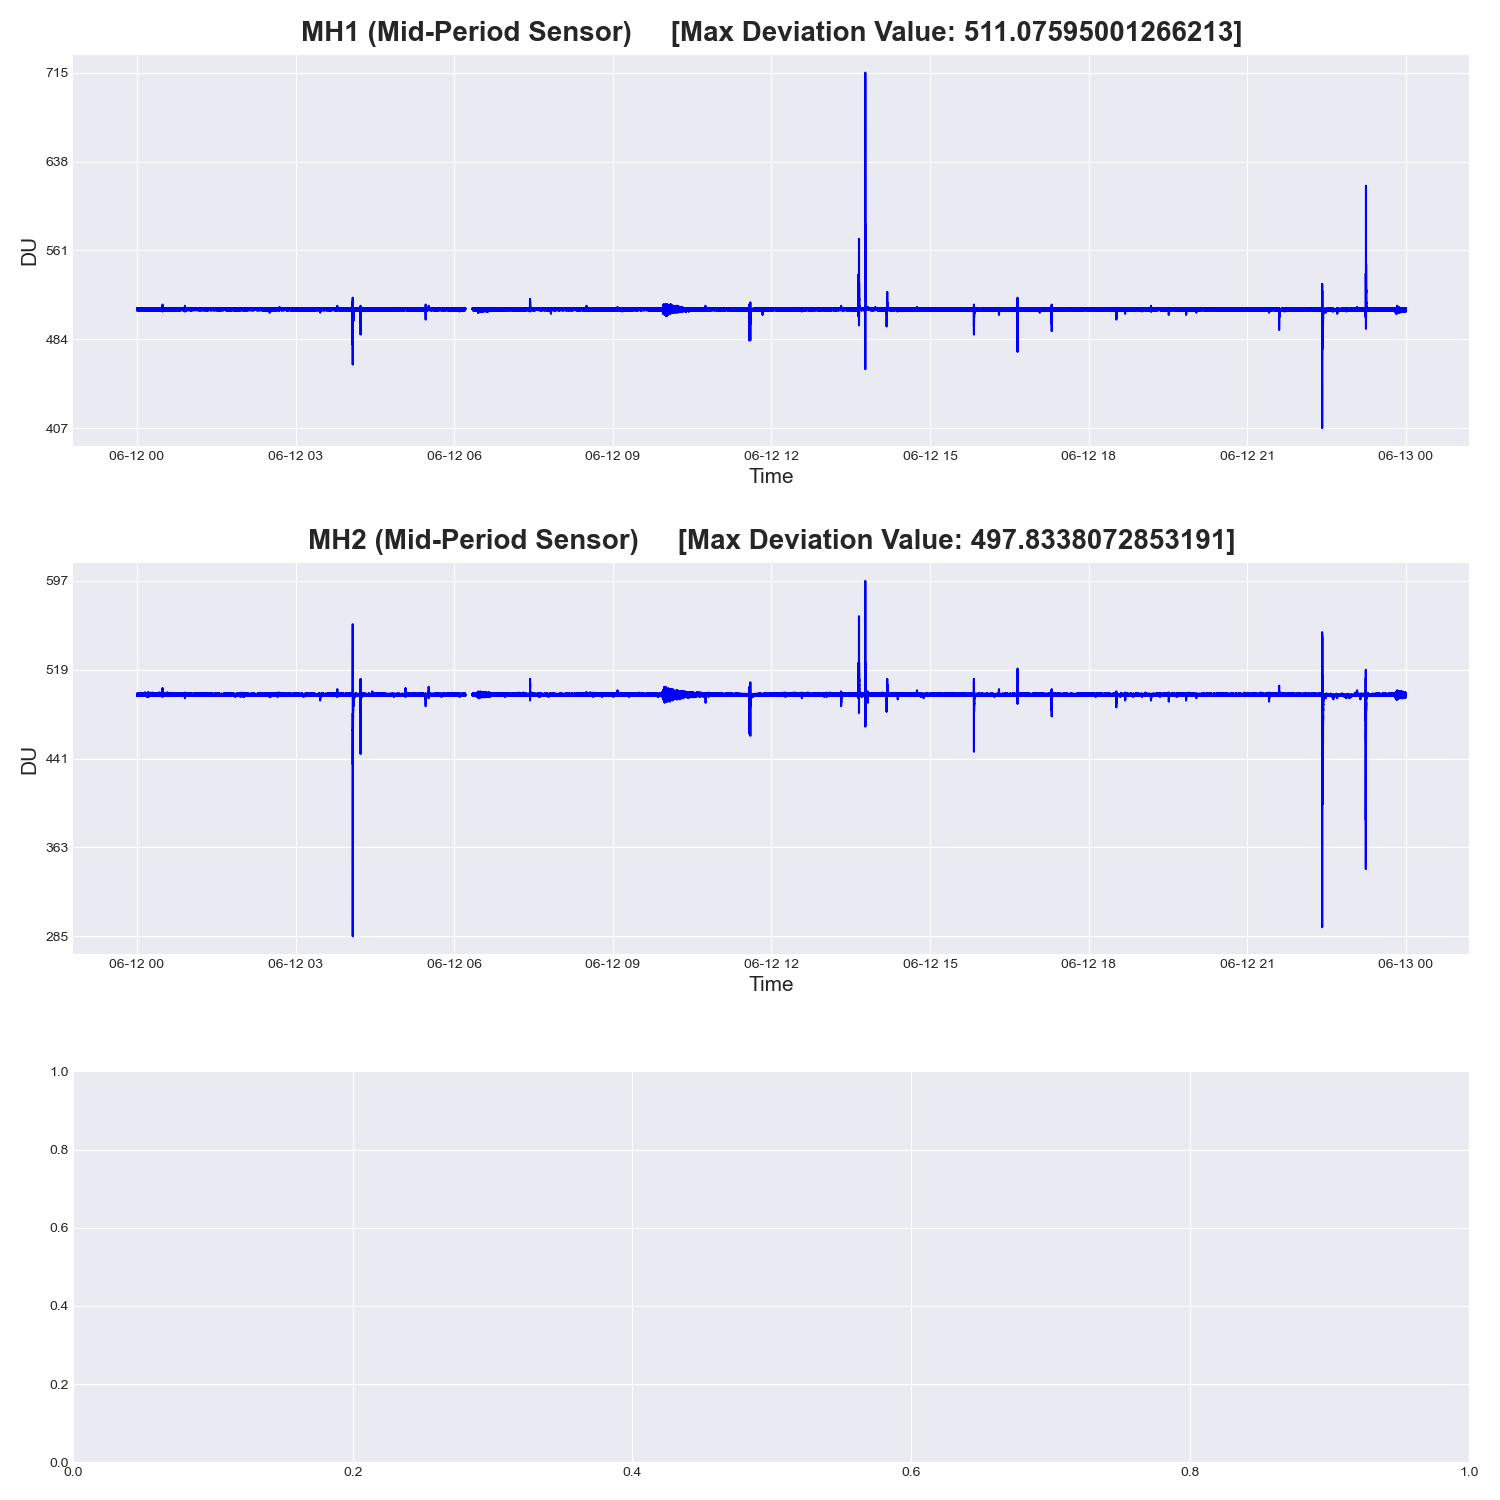 MH1 (Mid-Period Sensor) [Max Deviation Value: 511.07595001266213]
715
638
561
484
407
DU
06-12 00 06-12 03 06-12 06 06-12 09 06-12 12 06-12 15 06-12 18 06-12 21 06-13 00
Time
MH2 (Mid-Period Sensor) [Max Deviation Value: 497.8338072853191]
597
519
441
363
285
DU
06-12 00 06-12 03 06-12 06 06-12 09 06-12 12 06-12 15 06-12 18 06-12 21 06-13 00
Time
1.0
0.8
0.6
0.4
0.2
0.0
0.0 0.2 0.4 0.6 0.8 1.0